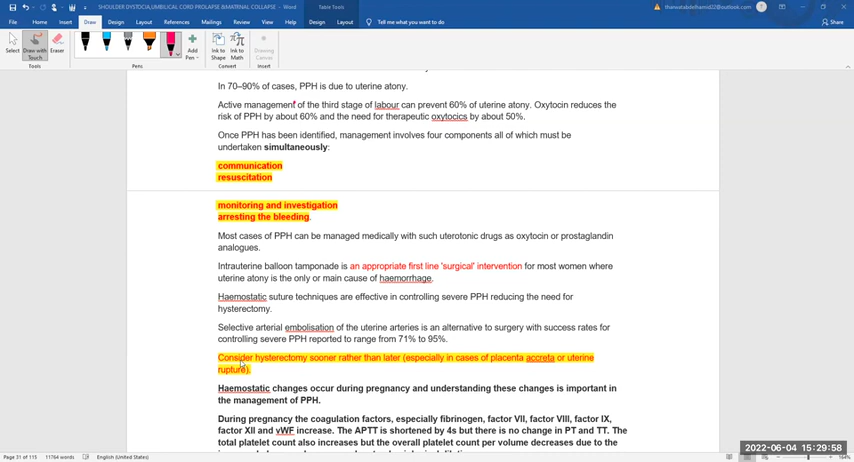 SHOULDER DYSTOCIA,UMBILICAL CORD PROLAPSE &MATERNAL COLLAPSE - Word
Table Tools
tharwatabdelhamid22@outlook.com
File Home Insert Draw Design Layout References Mailings Review View Help Design Layout Tell me what you want to do
Share
Select Draw with Touch Eraser Add Pen Ink to Shape Ink to Math Drawing Canvas
Tools Pens Convert Insert
In 70–90% of cases, PPH is due to uterine atony.
Active management of the third stage of labour can prevent 60% of uterine atony. Oxytocin reduces the
risk of PPH by about 60% and the need for therapeutic oxytocics by about 50%.
Once PPH has been identified, management involves four components all of which must be
undertaken simultaneously:
communication
resuscitation
monitoring and investigation
arresting the bleeding.
Most cases of PPH can be managed medically with such uterotonic drugs as oxytocin or prostaglandin
analogues.
Intrauterine balloon tamponade is an appropriate first line 'surgical' intervention for most women where
uterine atony is the only or main cause of haemorrhage.
Haemostatic suture techniques are effective in controlling severe PPH reducing the need for
hysterectomy.
Selective arterial embolisation of the uterine arteries is an alternative to surgery with success rates for
controlling severe PPH reported to range from 71% to 95%.
Consider hysterectomy sooner rather than later (especially in cases of placenta accreta or uterine
rupture).
Haemostatic changes occur during pregnancy and understanding these changes is important in
the management of PPH.
During pregnancy the coagulation factors, especially fibrinogen, factor VII, factor VIII, factor IX,
factor XII and vWF increase. The APTT is shortened by 4s but there is no change in PT and TT. The
total platelet count also increases but the overall platelet count per volume decreases due to the
2022-06-04 15:29:58
Page 31 of 115 11764 words English (United States)
164%